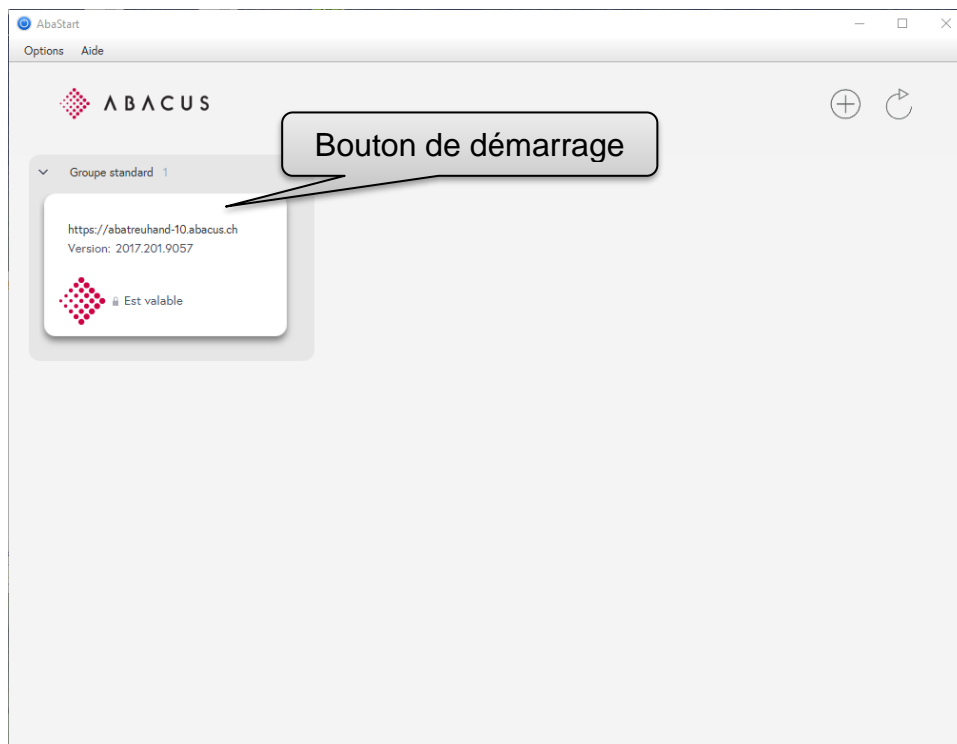 AbaStart
Options Aide
ABACUS
Bouton de démarrage
Groupe standard 1
https://abatreuhand-10.abacus.ch
Version: 2017.201.9057
Est valable